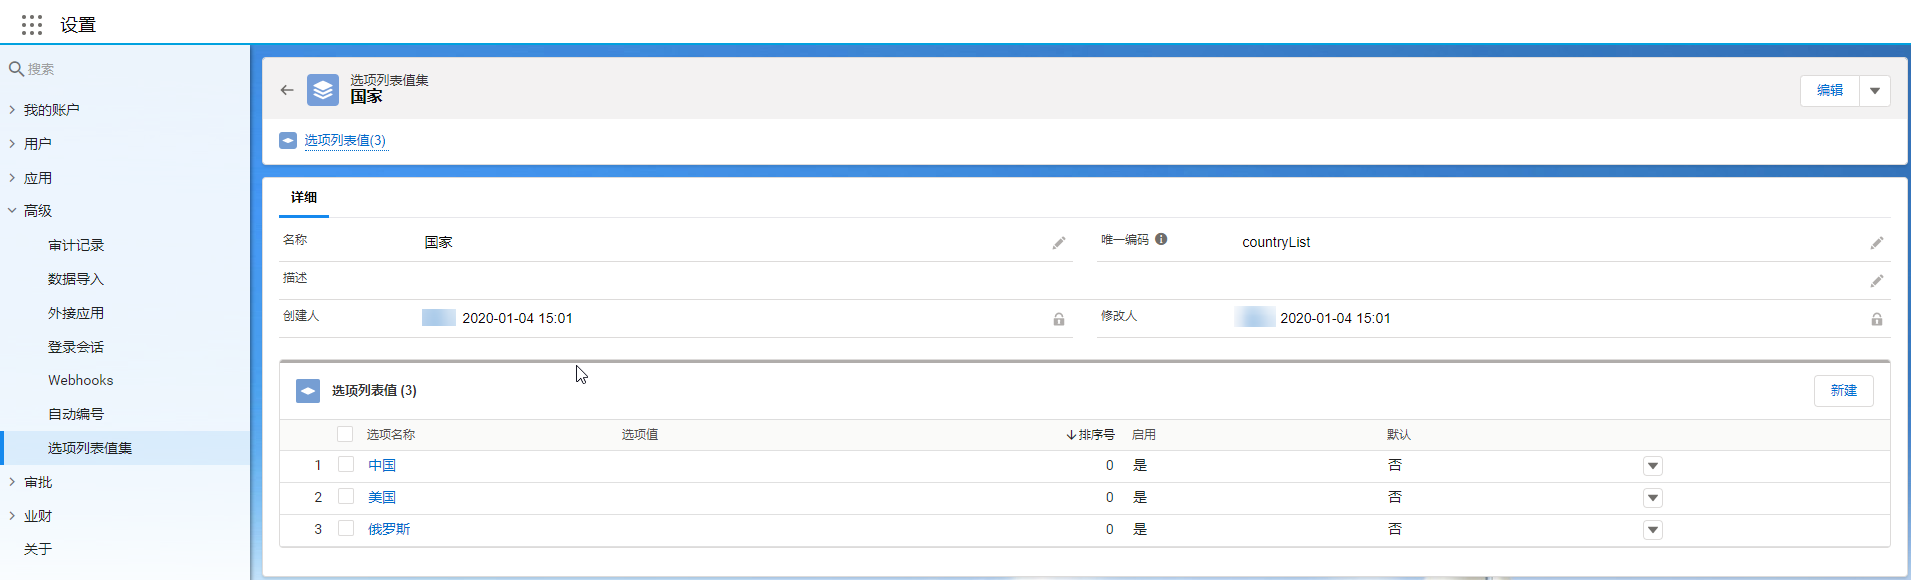 设置
搜索
我的账户
用户
应用
高级
审计记录
数据导入
外接应用
登录会话
Webhooks
自动编号
选项列表值集
审批
业财
关于
选项列表值集
国家
编辑
选项列表值(3)
详细
名称 国家 唯一编码 countryList
描述
创建人 2020-01-04 15:01 修改人 2020-01-04 15:01
选项列表值 (3) 新建
选项名称 选项值 排序号 启用 默认
1 中国 0 是 否
2 美国 0 是 否
3 俄罗斯 0 是 否